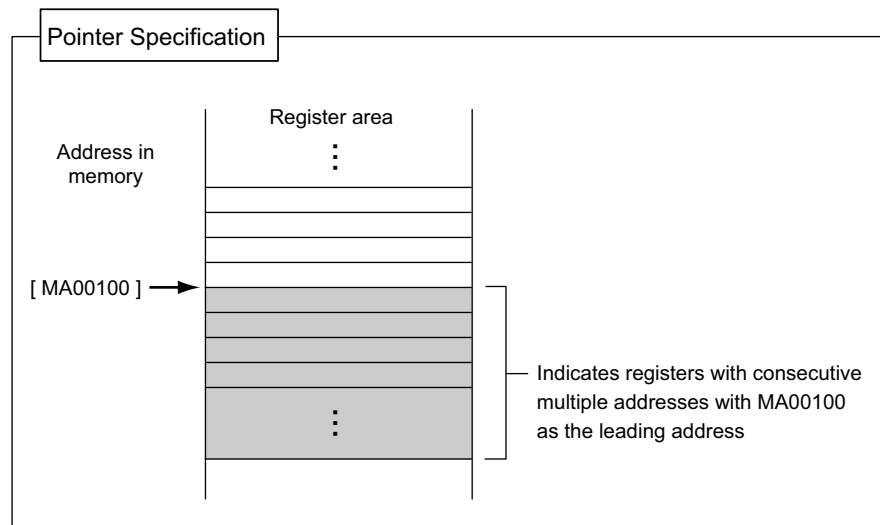 Pointer Specification
Register area
⋮
Address in
memory
[ MA00100 ]
Indicates registers with consecutive
multiple addresses with MA00100
as the leading address
⋮